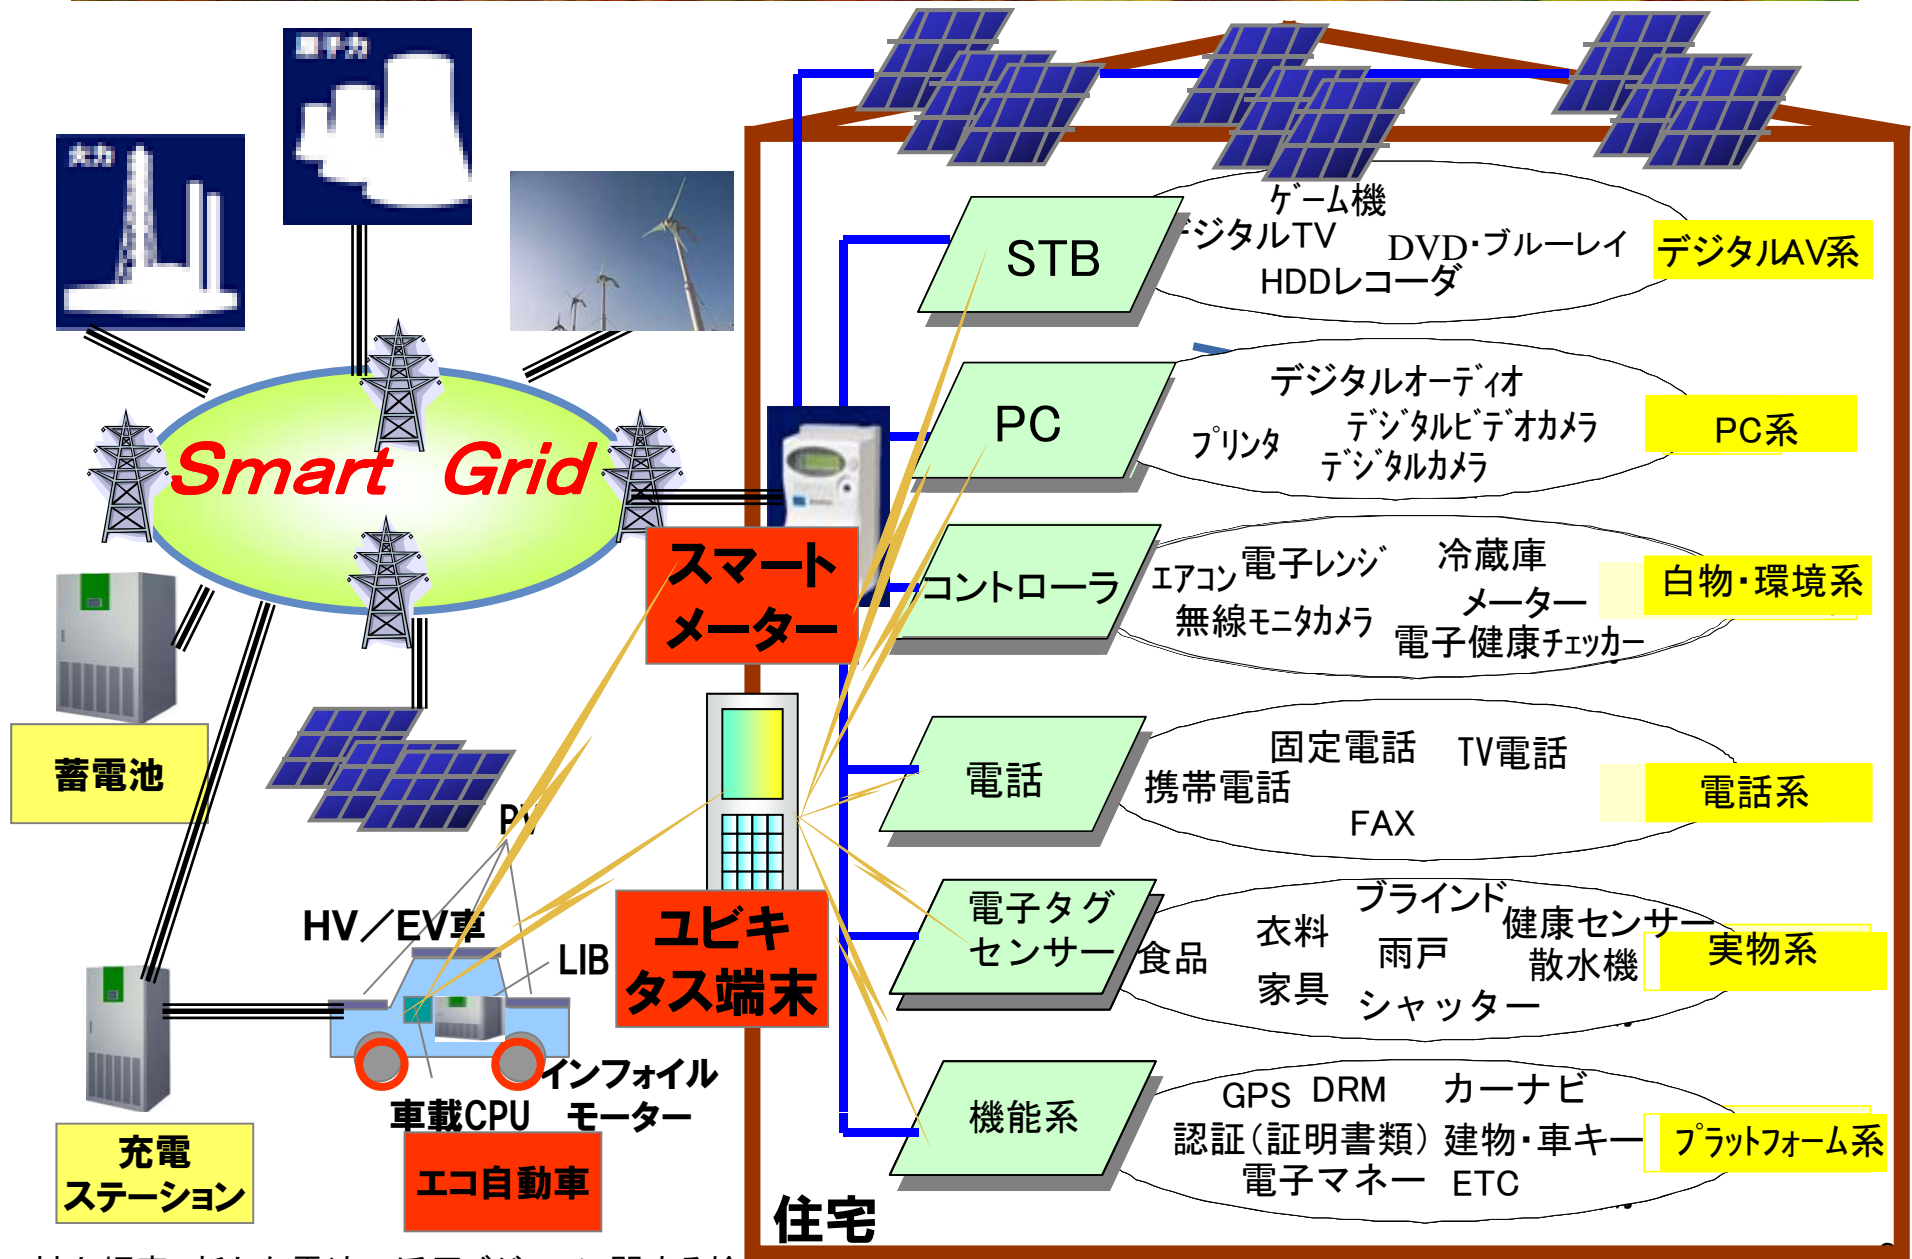 原子力
火力
Smart Grid
蓄電池
充電
ステーション
PV
HV／EV車
LIB
インフォイル
モーター
車載CPU
エコ自動車
スマート
メーター
ユビキ
タス端末
住宅
STB
ゲーム機
デジタルTV
DVD・ブルーレイ
HDDレコーダ
デジタルAV系
PC
デジタルオーディオ
プリンタ
デジタルビデオカメラ
デジタルカメラ
PC系
コントローラ
エアコン
電子レンジ
冷蔵庫
無線モニタカメラ
メーター
電子健康チェッカー
白物・環境系
電話
固定電話
TV電話
携帯電話
FAX
電話系
電子タグ
センサー
食品
衣料
家具
ブラインド
雨戸
シャッター
健康センサー
散水機
実物系
機能系
GPS
DRM
カーナビ
認証（証明書類）
建物・車キー
電子マネー
ETC
プラットフォーム系